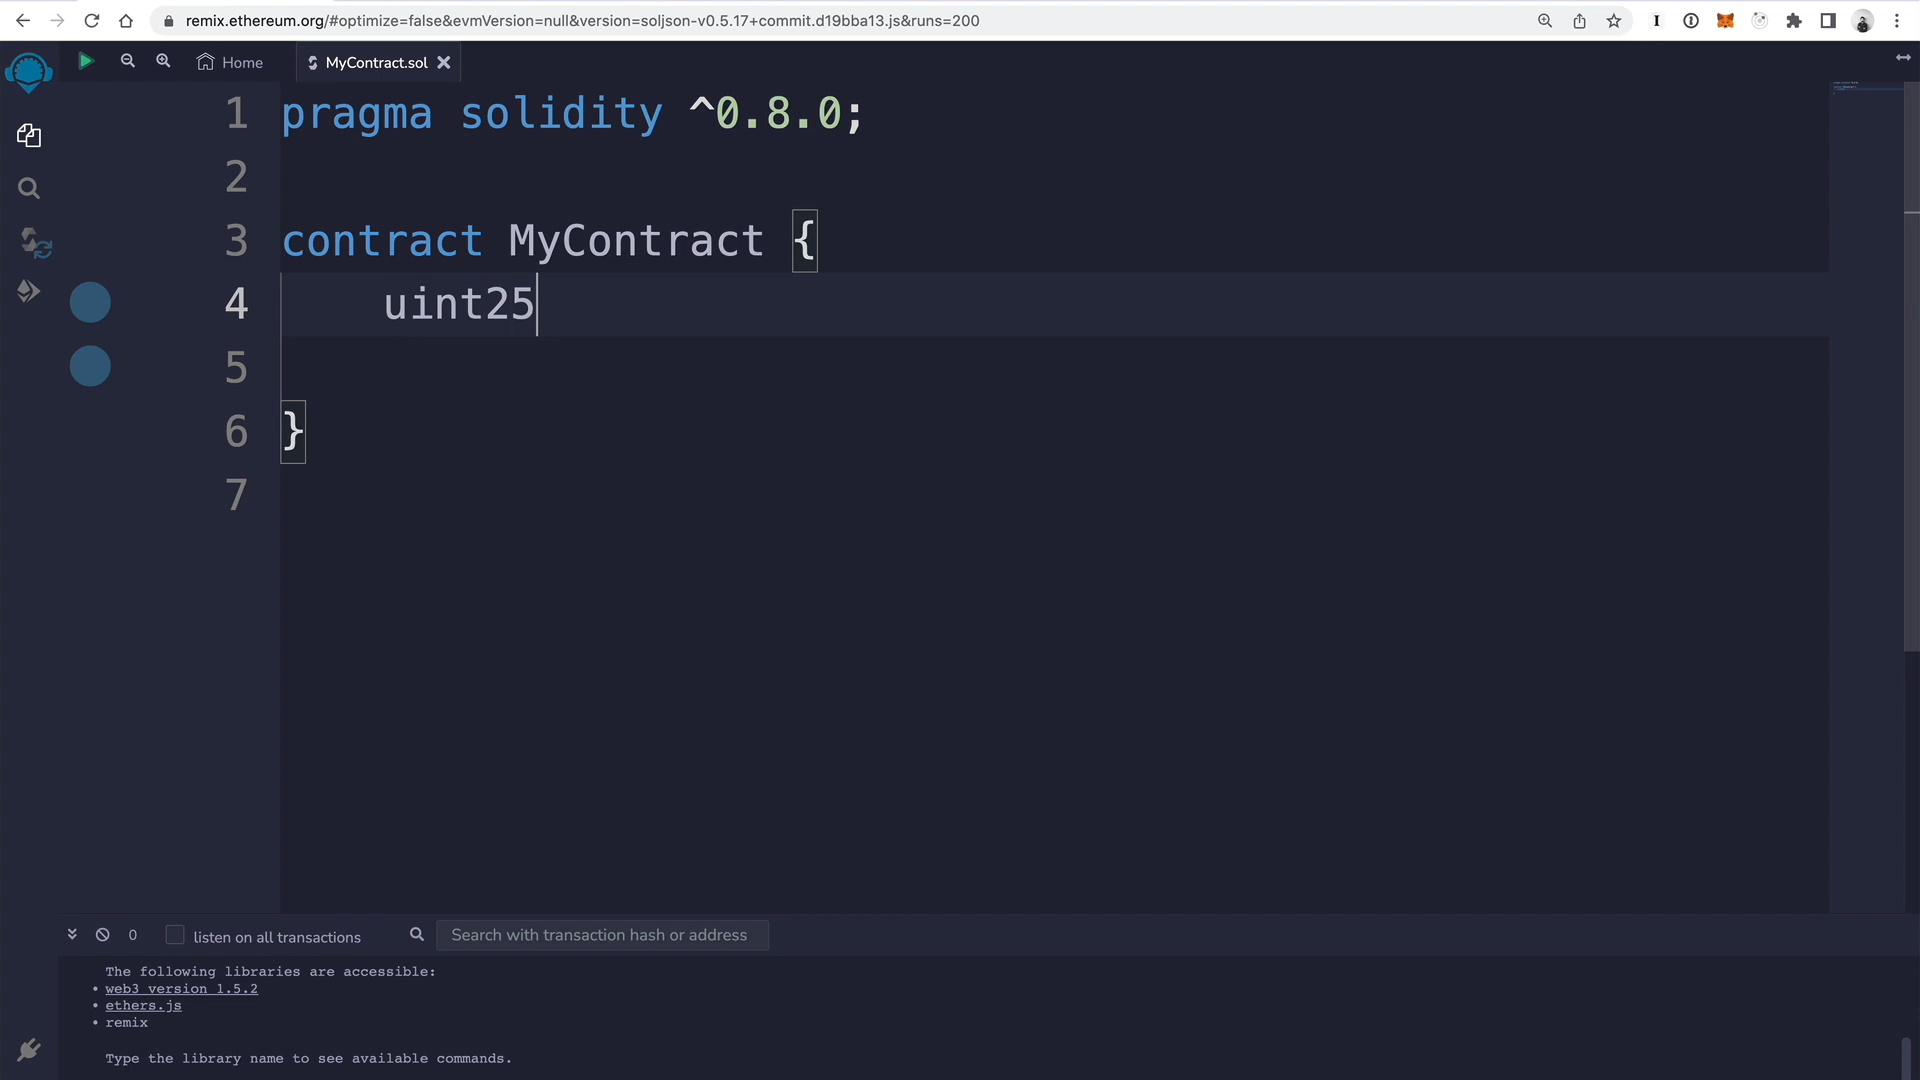 remix.ethereum.org/#optimize=false&evmVersion=null&version=soljson-v0.5.17+commit.d19bba13.js&runs=200
Home
MyContract.sol
1 pragma solidity ^0.8.0;
2
3 contract MyContract {
4 uint25
5
6 }
7
0 listen on all transactions Search with transaction hash or address
The following libraries are accessible:
• web3 version 1.5.2
• ethers.js
• remix
Type the library name to see available commands.